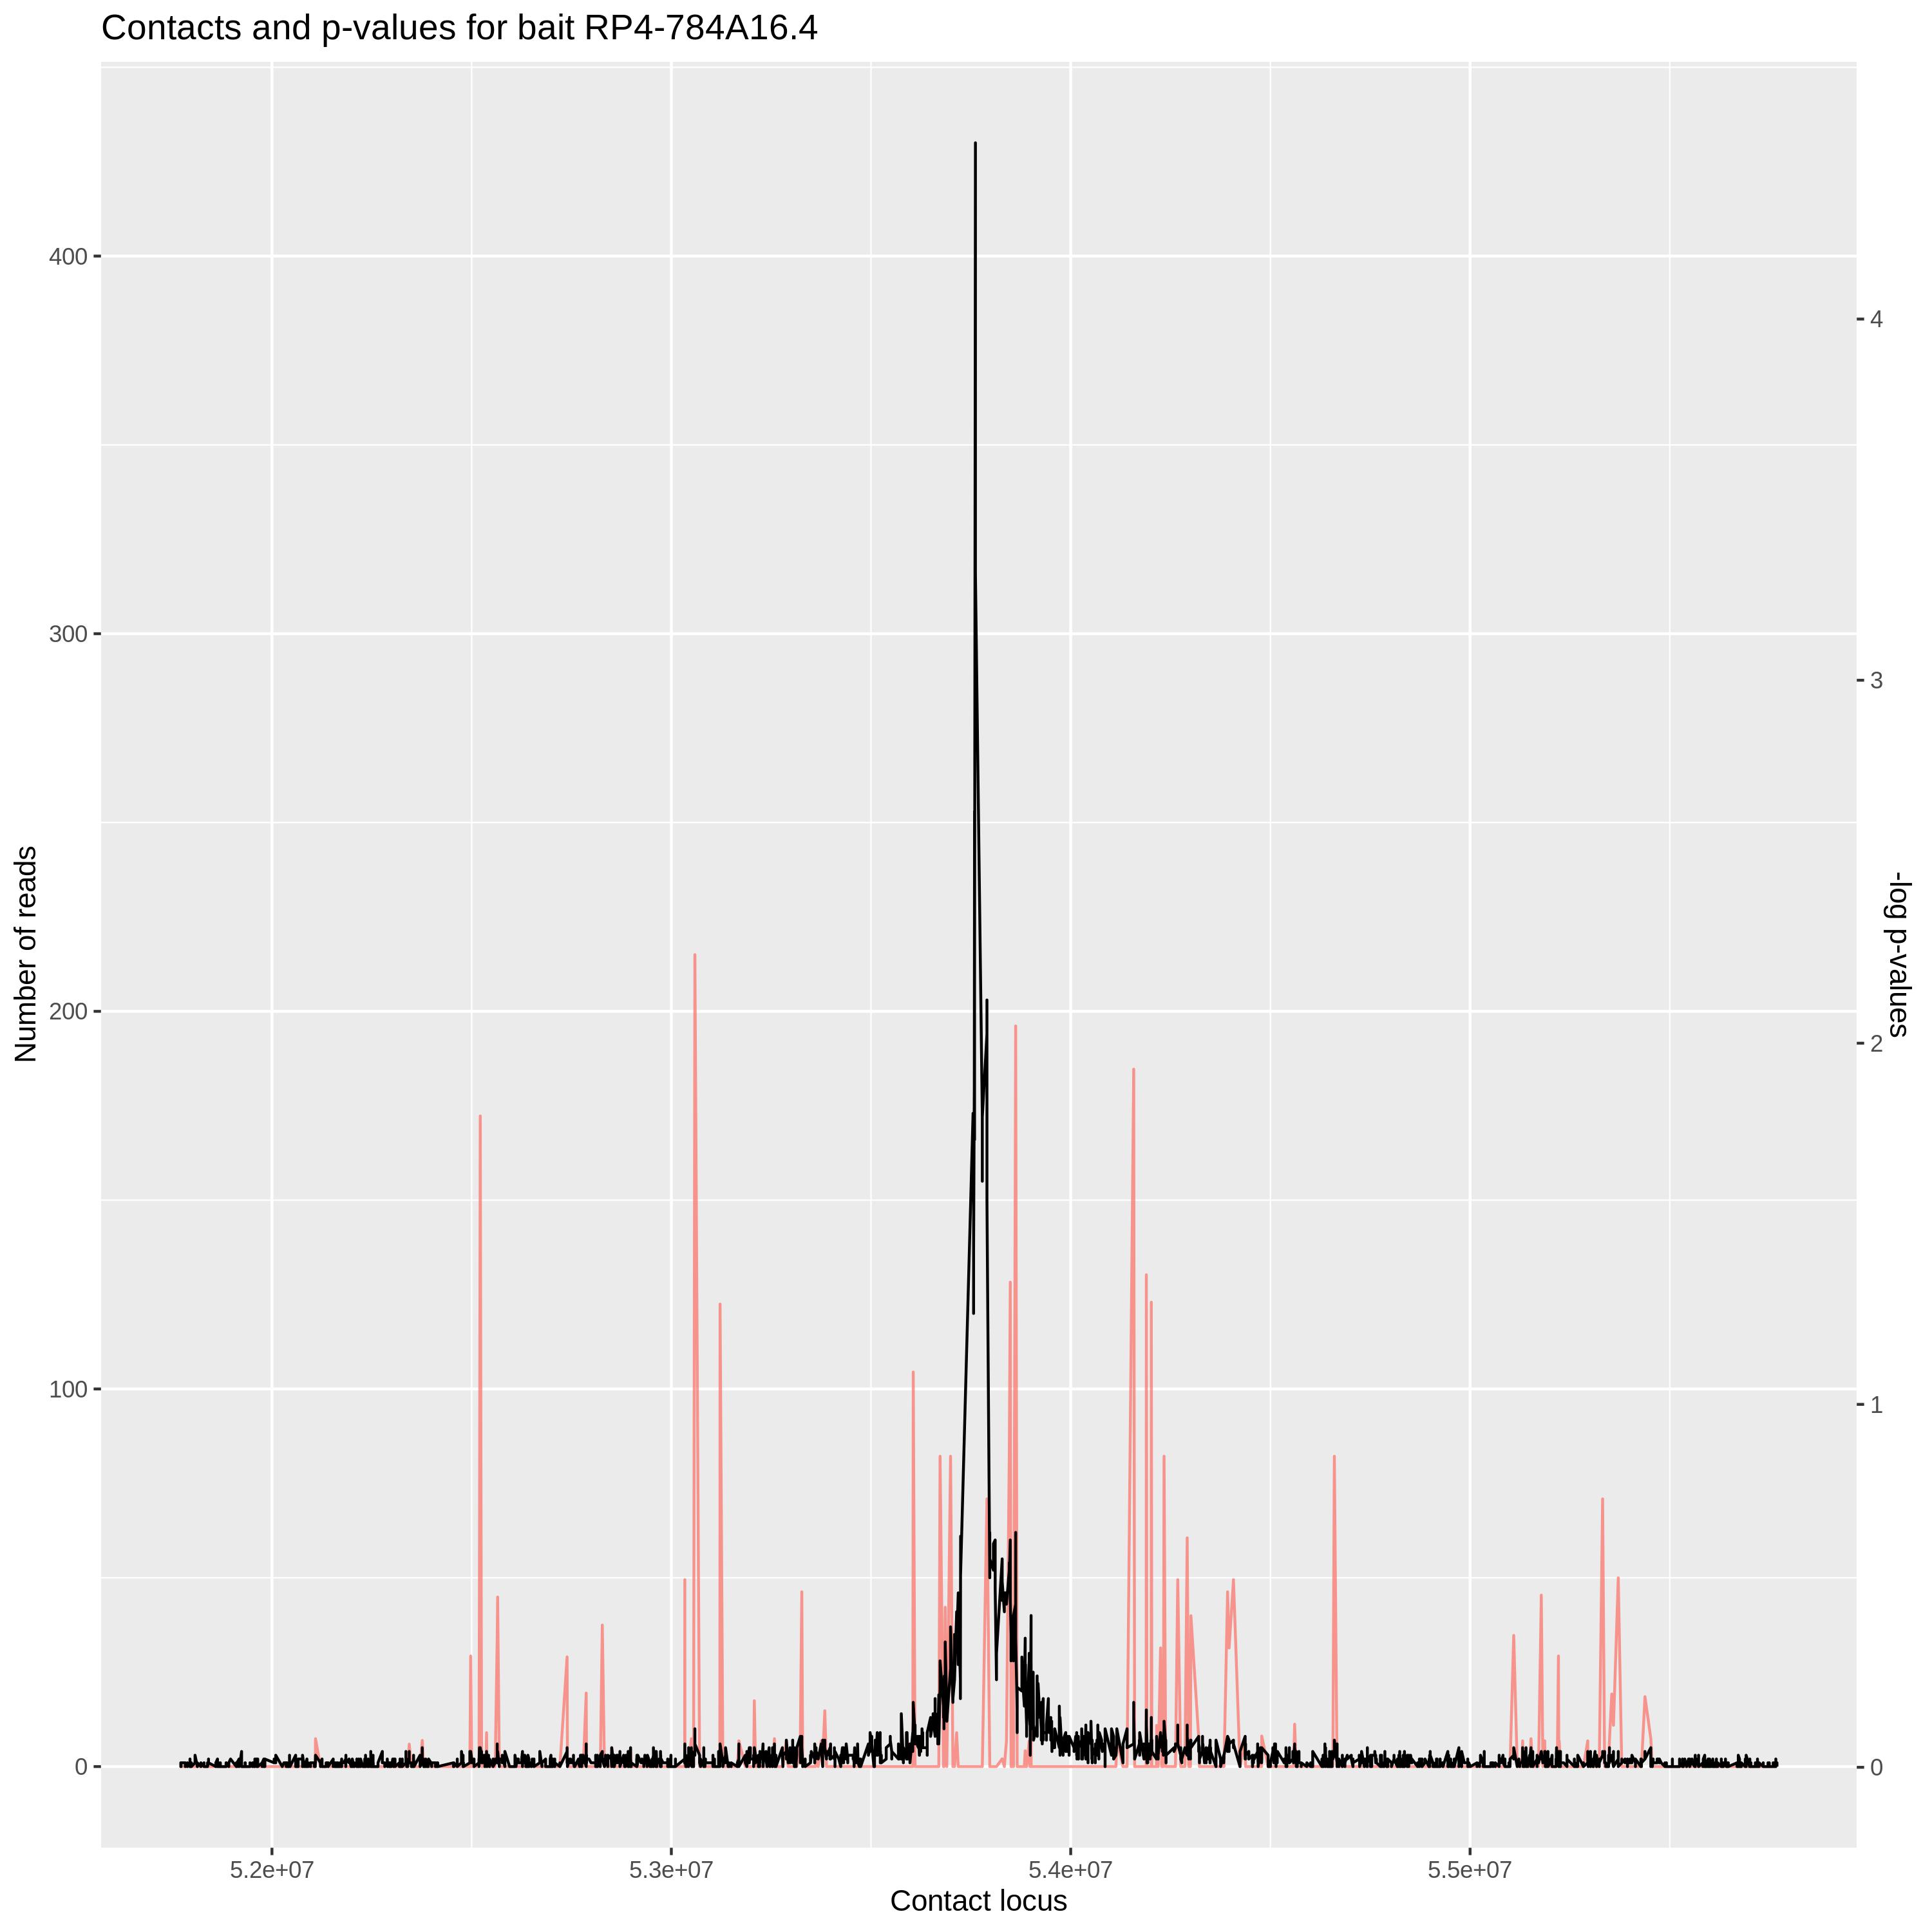 Contacts and p-values for bait RP4-784A16.4
400
300
200
100
0
Number of reads
4
3
2
1
0
-log p-values
5.2e+07
5.3e+07
5.4e+07
5.5e+07
Contact locus